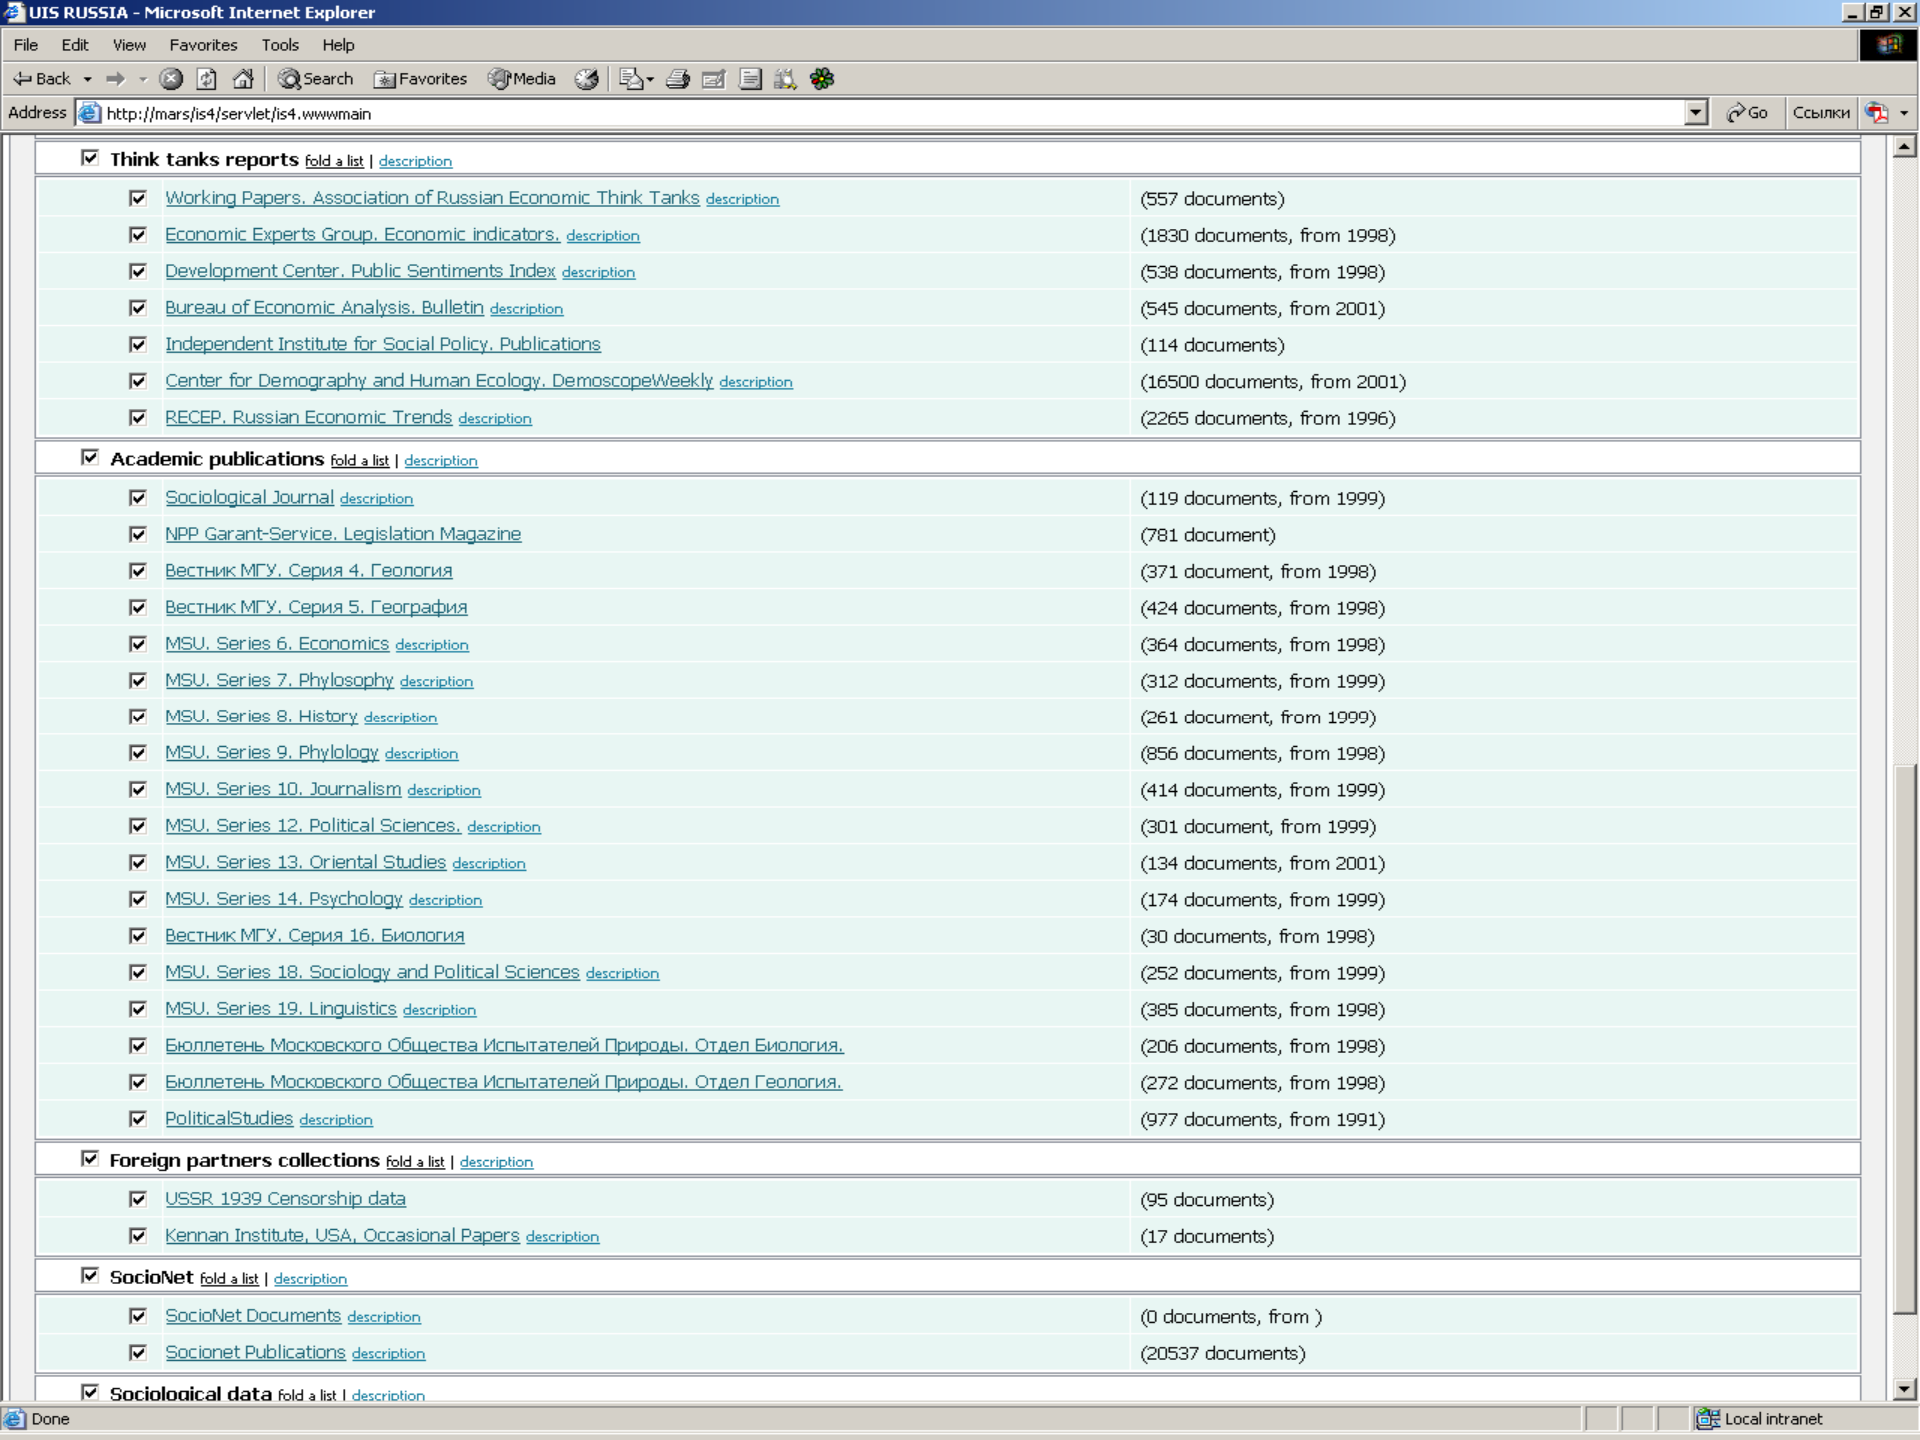 UIS RUSSIA - Microsoft Internet Explorer
File Edit View Favorites Tools Help
Back Search Favorites Media
Address http://mars/is4/servlet/is4.wwwmain Go Ссылки
Think tanks reports fold a list | description
Working Papers. Association of Russian Economic Think Tanks description (557 documents)
Economic Experts Group. Economic indicators. description (1830 documents, from 1998)
Development Center. Public Sentiments Index description (538 documents, from 1998)
Bureau of Economic Analysis. Bulletin description (545 documents, from 2001)
Independent Institute for Social Policy. Publications (114 documents)
Center for Demography and Human Ecology. DemoscopeWeekly description (16500 documents, from 2001)
RECEP. Russian Economic Trends description (2265 documents, from 1996)
Academic publications fold a list | description
Sociological Journal description (119 documents, from 1999)
NPP Garant-Service. Legislation Magazine (781 document)
Вестник МГУ. Серия 4. Геология (371 document, from 1998)
Вестник МГУ. Серия 5. География (424 documents, from 1998)
MSU. Series 6. Economics description (364 documents, from 1998)
MSU. Series 7. Phylosophy description (312 documents, from 1999)
MSU. Series 8. History description (261 document, from 1999)
MSU. Series 9. Phylology description (856 documents, from 1998)
MSU. Series 10. Journalism description (414 documents, from 1999)
MSU. Series 12. Political Sciences. description (301 document, from 1999)
MSU. Series 13. Oriental Studies description (134 documents, from 2001)
MSU. Series 14. Psychology description (174 documents, from 1999)
Вестник МГУ. Серия 16. Биология (30 documents, from 1998)
MSU. Series 18. Sociology and Political Sciences description (252 documents, from 1999)
MSU. Series 19. Linguistics description (385 documents, from 1998)
Бюллетень Московского Общества Испытателей Природы. Отдел Биология. (206 documents, from 1998)
Бюллетень Московского Общества Испытателей Природы. Отдел Геология. (272 documents, from 1998)
PoliticalStudies description (977 documents, from 1991)
Foreign partners collections fold a list | description
USSR 1939 Censorship data (95 documents)
Kennan Institute, USA, Occasional Papers description (17 documents)
SocioNet fold a list | description
SocioNet Documents description (0 documents, from )
Socionet Publications description (20537 documents)
Sociological data fold a list | description
Done Local intranet